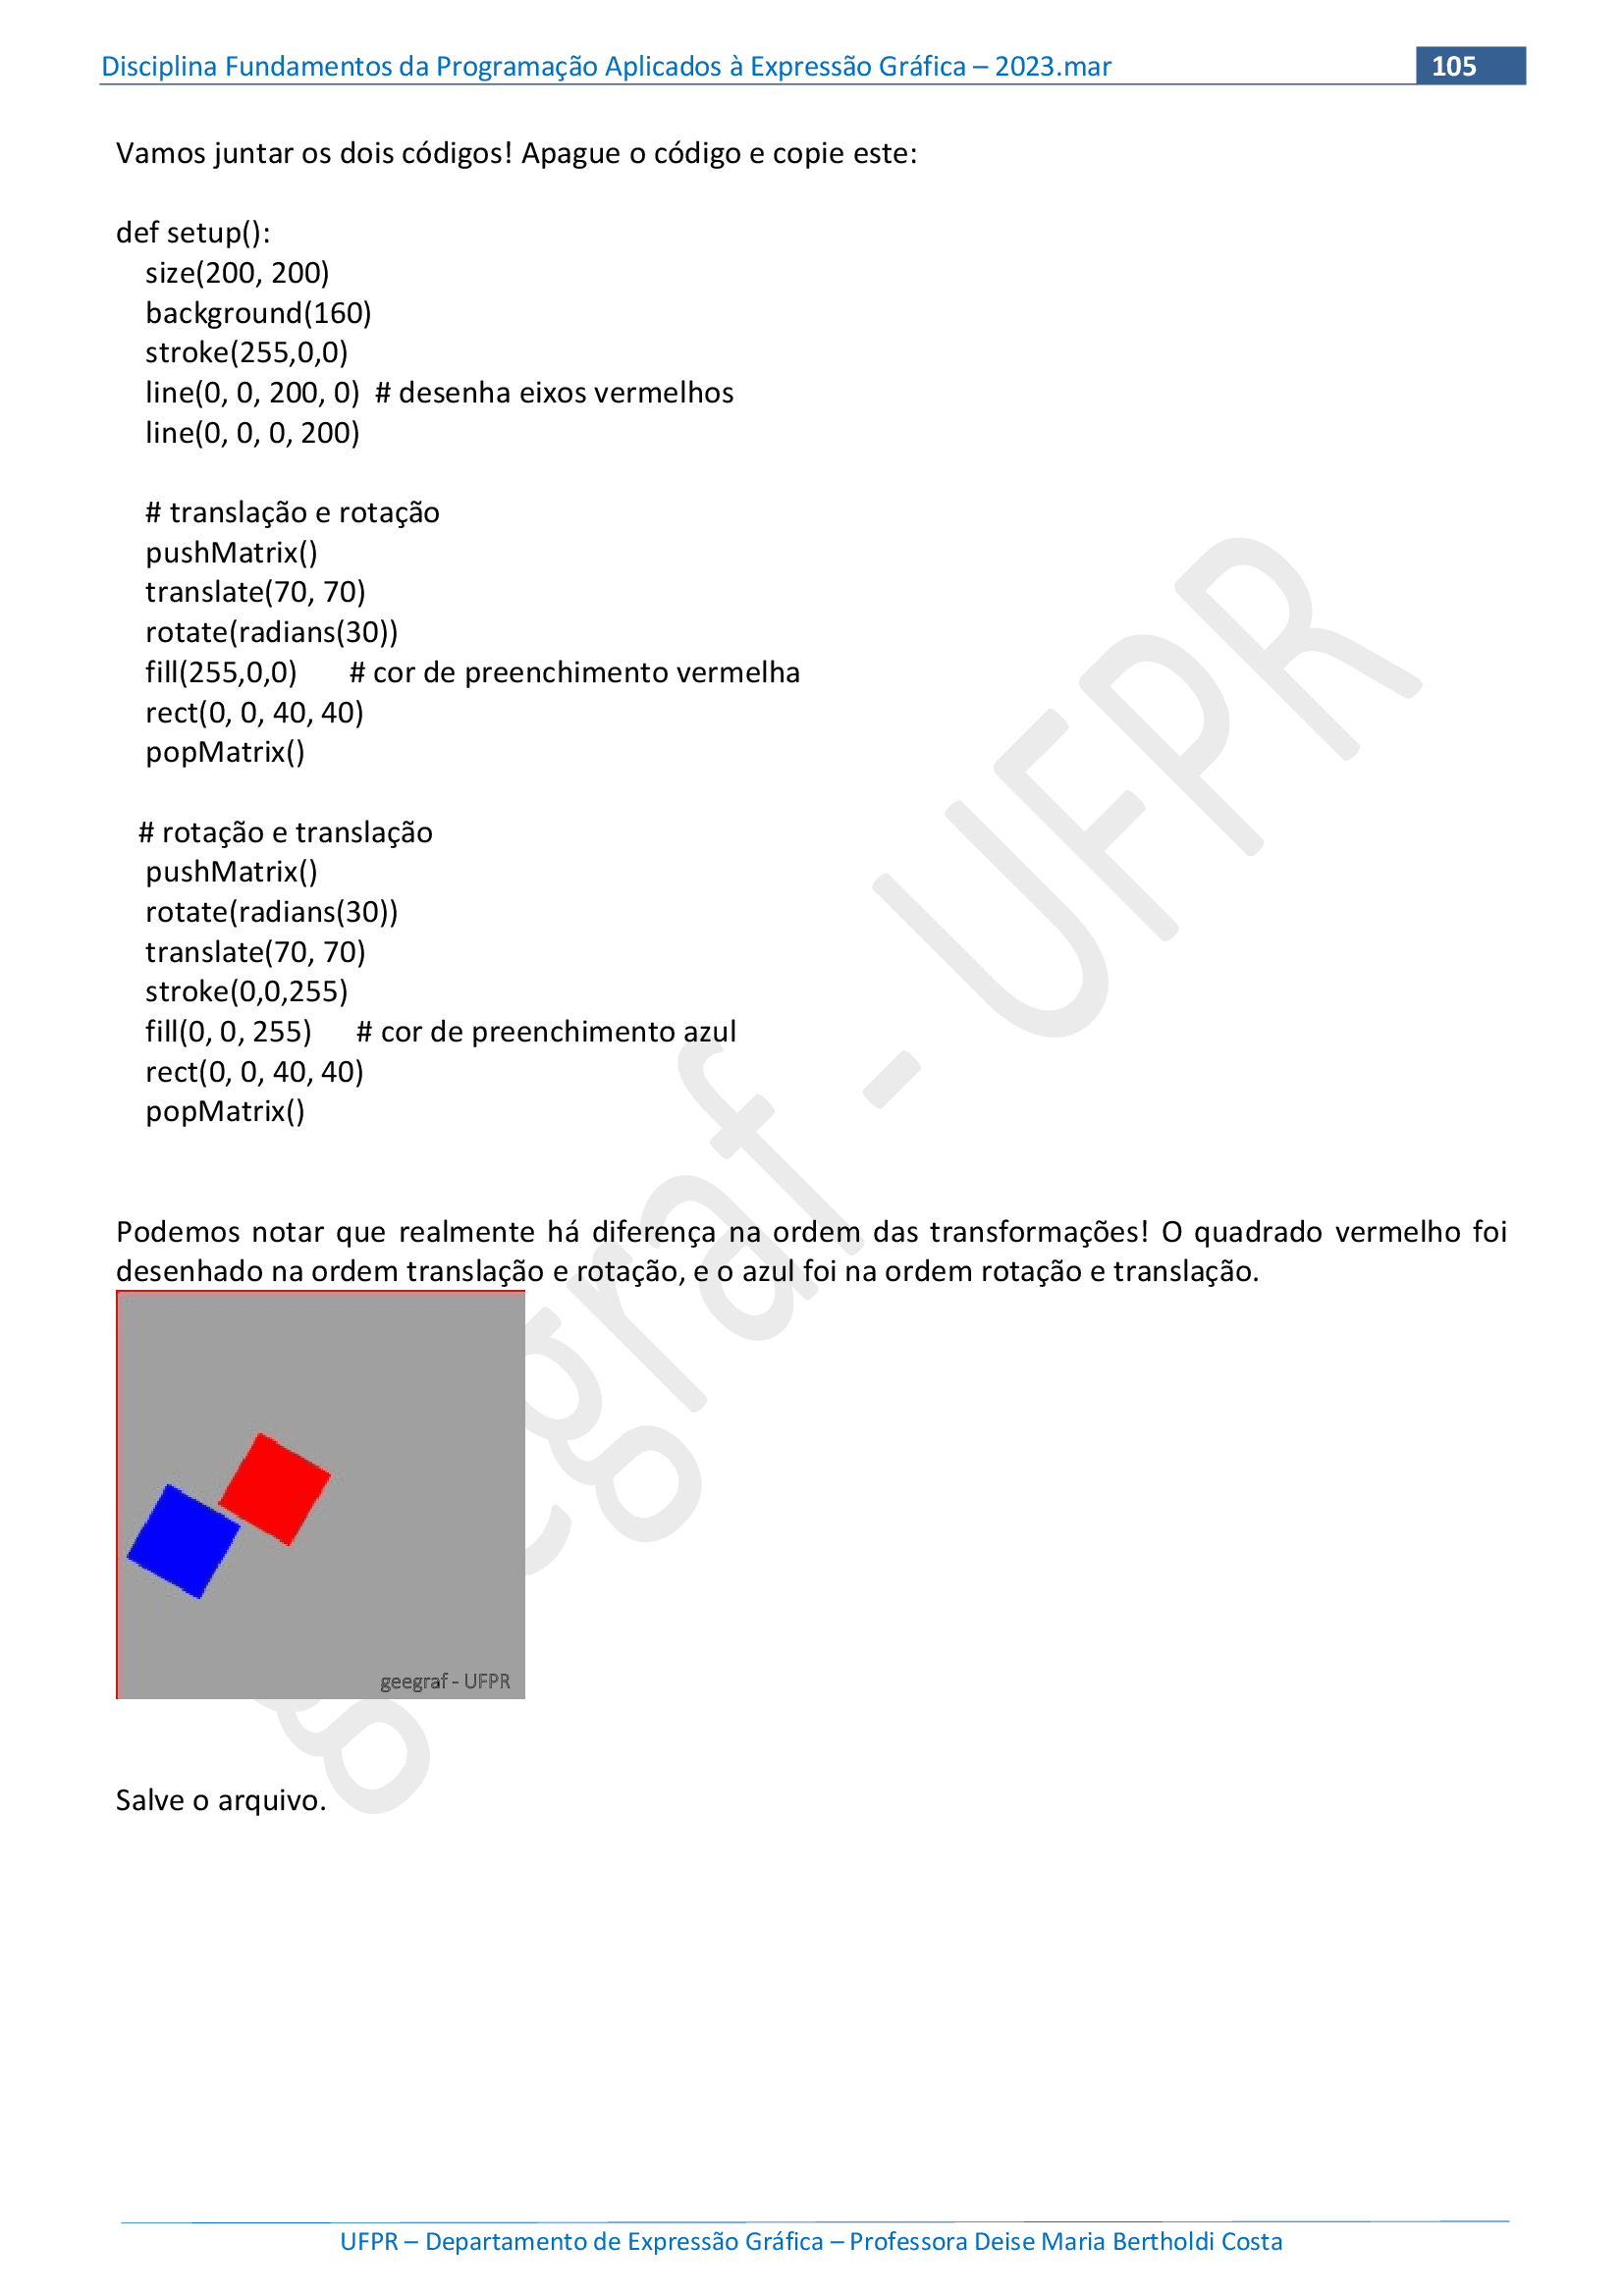 Disciplina Fundamentos da Programação Aplicados à Expressão Gráfica – 2023.mar 105
Vamos juntar os dois códigos! Apague o código e copie este:
def setup():
size(200, 200)
background(160)
stroke(255,0,0)
line(0, 0, 200, 0)  # desenha eixos vermelhos
line(0, 0, 0, 200)
# translação e rotação
pushMatrix()
translate(70, 70)
rotate(radians(30))
fill(255,0,0)      # cor de preenchimento vermelha
rect(0, 0, 40, 40)
popMatrix()
# rotação e translação
pushMatrix()
rotate(radians(30))
translate(70, 70)
stroke(0,0,255)
fill(0, 0, 255)     # cor de preenchimento azul
rect(0, 0, 40, 40)
popMatrix()
Podemos notar que realmente há diferença na ordem das transformações! O quadrado vermelho foi
desenhado na ordem translação e rotação, e o azul foi na ordem rotação e translação.
geegraf - UFPR
Salve o arquivo.
UFPR – Departamento de Expressão Gráfica – Professora Deise Maria Bertholdi Costa
geegraf - UFPR